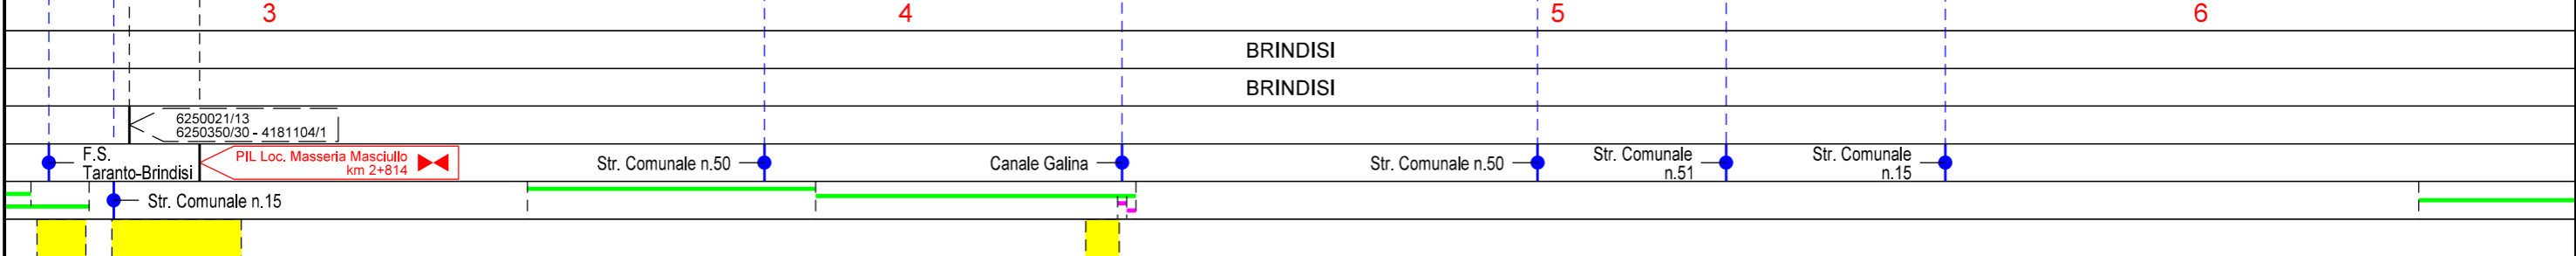 3 4 5 6
BRINDISI
BRINDISI
6250021/13
6250350/30 - 4181104/1
F.S.
Taranto-Brindisi
PIL Loc. Masseria Masciullo
km 2+814
Str. Comunale n.50
Canale Galina
Str. Comunale n.50
Str. Comunale
n.51
Str. Comunale
n.15
Str. Comunale n.15